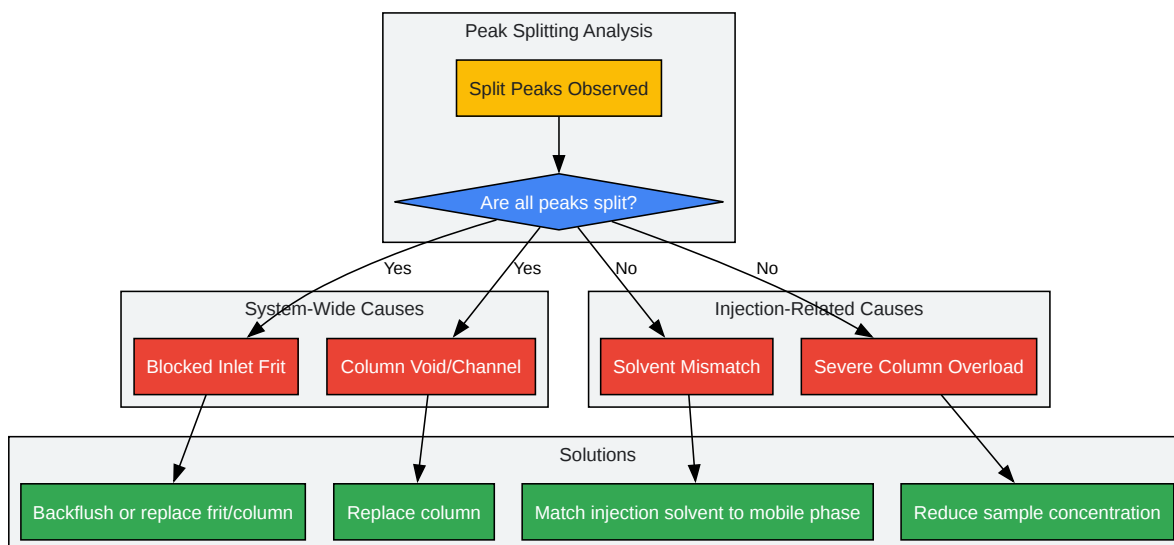 Peak Splitting Analysis
Split Peaks Observed
Are all peaks split?
Yes
Yes
No
No
System-Wide Causes
Injection-Related Causes
Blocked Inlet Frit
Column Void/Channel
Solvent Mismatch
Severe Column Overload
Solutions
Backflush or replace frit/column
Replace column
Match injection solvent to mobile phase
Reduce sample concentration